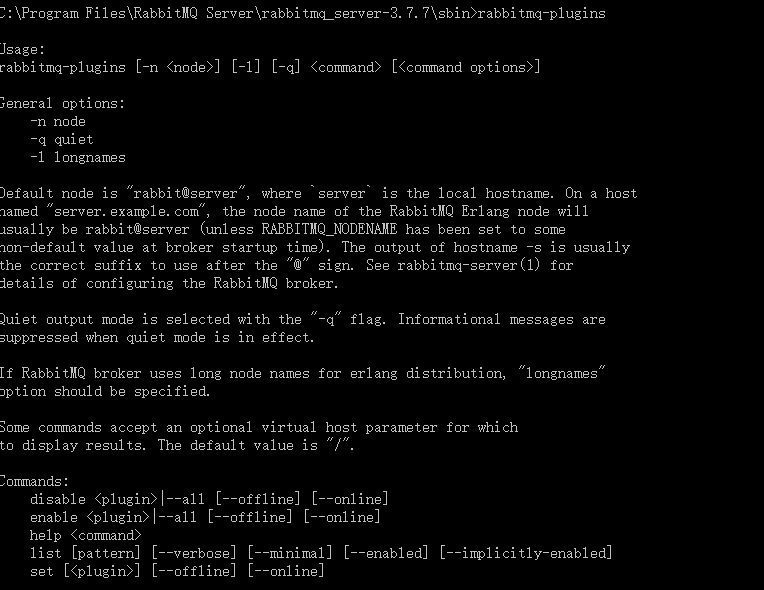 C:\Program Files\RabbitMQ Server\rabbitmq_server-3.7.7\sbin>rabbitmq-plugins
Usage:
rabbitmq-plugins [-n <node>] [-l] [-q] <command> [<command options>]
General options:
-n node
-q quiet
-l longnames
Default node is "rabbit@server", where `server` is the local hostname. On a host
named "server.example.com", the node name of the RabbitMQ Erlang node will
usually be rabbit@server (unless RABBITMQ_NODENAME has been set to some
non-default value at broker startup time). The output of hostname -s is usually
the correct suffix to use after the "@" sign. See rabbitmq-server(1) for
details of configuring the RabbitMQ broker.
Quiet output mode is selected with the "-q" flag. Informational messages are
suppressed when quiet mode is in effect.
If RabbitMQ broker uses long node names for erlang distribution, "longnames"
option should be specified.
Some commands accept an optional virtual host parameter for which
to display results. The default value is "/".
Commands:
disable <plugin>|--all [--offline] [--online]
enable <plugin>|--all [--offline] [--online]
help <command>
list [pattern] [--verbose] [--minimal] [--enabled] [--implicitly-enabled]
set [<plugin>] [--offline] [--online]